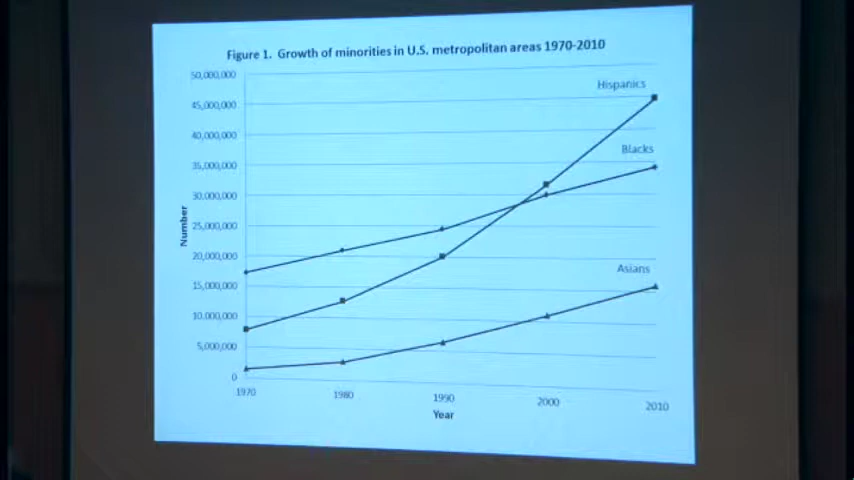 Figure 1. Growth of minorities in U.S. metropolitan areas 1970-2010
50,000,000
45,000,000
40,000,000
35,000,000
30,000,000
25,000,000
20,000,000
15,000,000
10,000,000
5,000,000
0
Number
Hispanics
Blacks
Asians
1970
1980
1990
2000
2010
Year